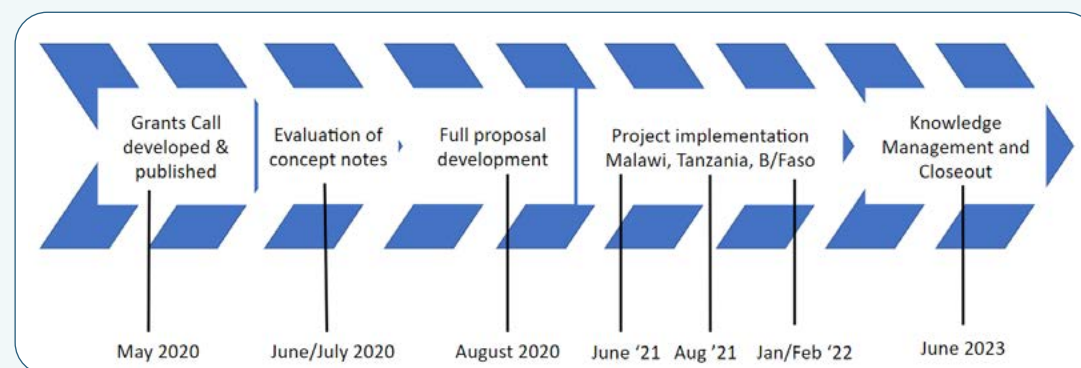 Grants Call
developed &
published
Evaluation of
concept notes
Full proposal
development
Project implementation
Malawi, Tanzania, B/Faso
Knowledge
Management and
Closeout
May 2020
June/July 2020
August 2020
June ‘21
Aug ’21
Jan/Feb ‘22
June 2023